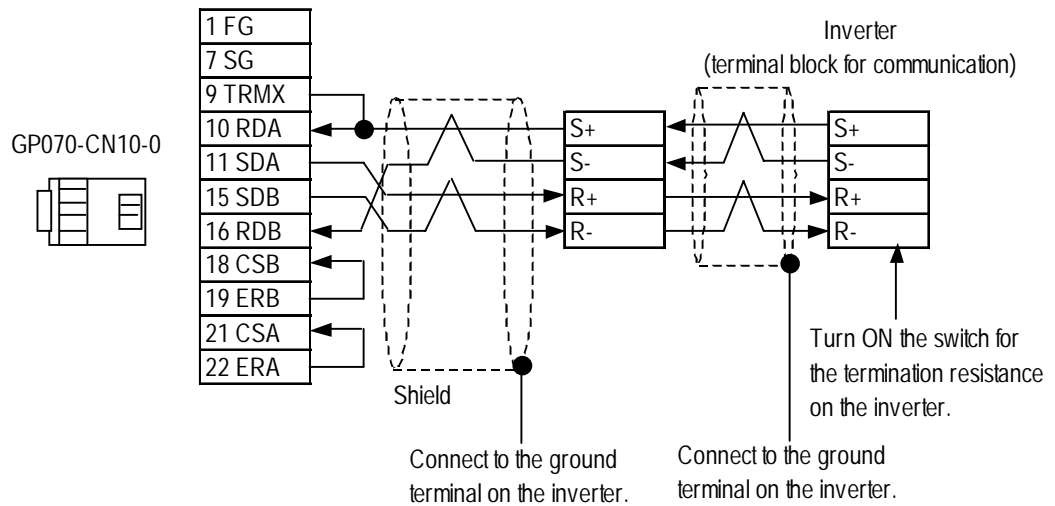 GP070-CN10-0
1 FG
7 SG
9 TRMX
10 RDA
11 SDA
15 SDB
16 RDB
18 CSB
19 ERB
21 CSA
22 ERA
Shield
S+
S-
R+
R-
Inverter
(terminal block for communication)
S+
S-
R+
R-
Turn ON the switch for
the termination resistance
on the inverter.
Connect to the ground
terminal on the inverter.
Connect to the ground
terminal on the inverter.